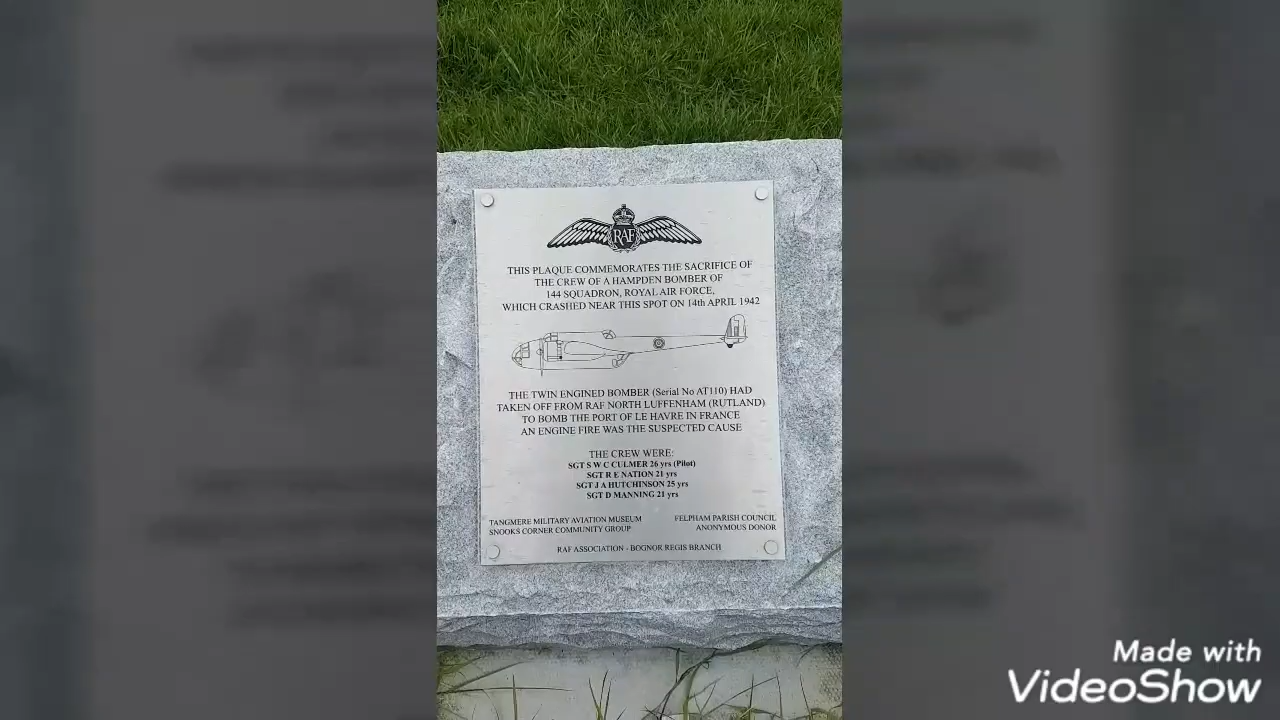 RAF
THIS PLAQUE COMMEMORATES THE SACRIFICE OF
THE CREW OF A HAMPDEN BOMBER OF
144 SQUADRON, ROYAL AIR FORCE,
WHICH CRASHED NEAR THIS SPOT ON 14th APRIL 1942
THE TWIN ENGINED BOMBER (Serial No AT110) HAD
TAKEN OFF FROM RAF NORTH LUFFENHAM (RUTLAND)
TO BOMB THE PORT OF LE HAVRE IN FRANCE
AN ENGINE FIRE WAS THE SUSPECTED CAUSE
THE CREW WERE:
SGT S W C CULMER 26 yrs (Pilot)
SGT R E NATION 21 yrs
SGT J A HUTCHINSON 25 yrs
SGT D MANNING 21 yrs
TANGMERE MILITARY AVIATION MUSEUM
SNOOKS CORNER COMMUNITY GROUP
FELPHAM PARISH COUNCIL
ANONYMOUS DONOR
RAF ASSOCIATION - BOGNOR REGIS BRANCH
Made with
VideoShow